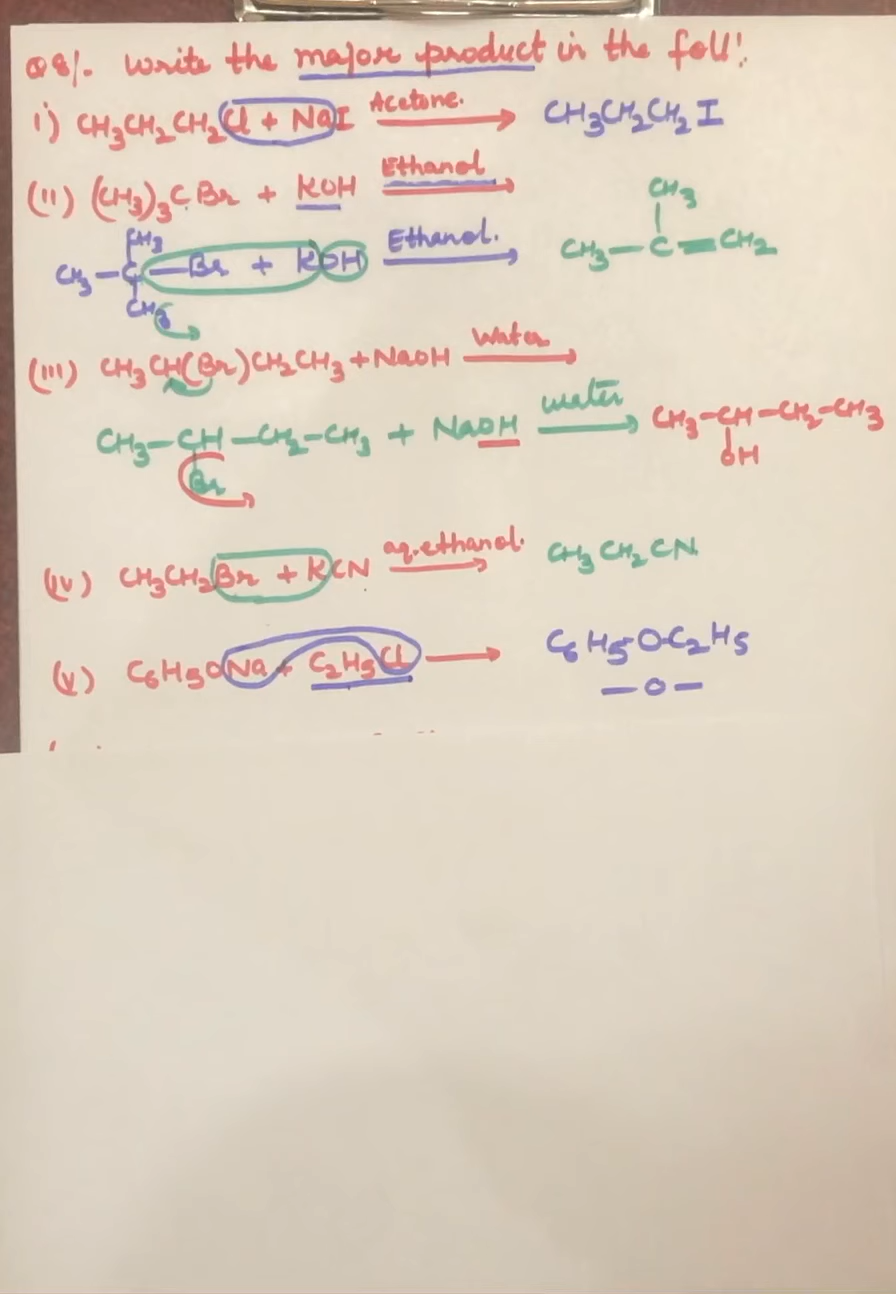 Q8/. Write the major product in the foll!
i) CH₃CH₂CH₂Cl + NaI Acetone. → CH₃CH₂CH₂I
(ii) (CH₃)₃CBr + KOH Ethanol →
CH₃
CH₃
CH₃—C—Br + KOH Ethanol. → CH₃—C=CH₂
CH₃
(iii) CH₃CH(Br)CH₂CH₃ + NaOH Water →
CH₃—CH—CH₂—CH₃ + NaOH water → CH₃—CH—CH₂—CH₃
Br OH
(iv) CH₃CH₂Br + KCN aq.ethanol. → CH₃CH₂CN
(v) C₆H₅ONa + C₂H₅Cl → C₆H₅-O-C₂H₅
—o—